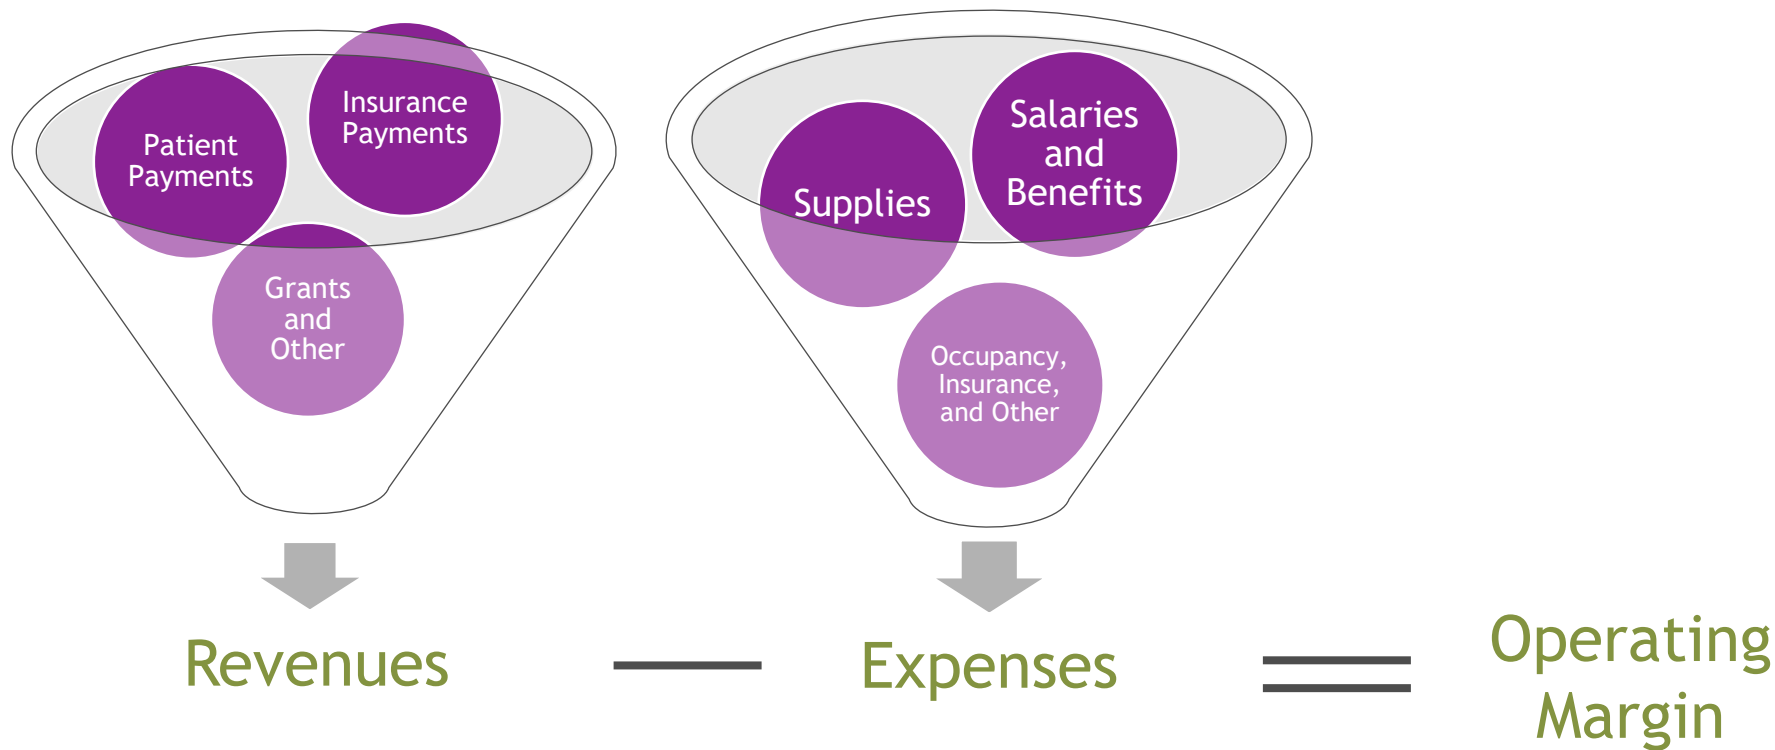 Patient
Payments
Insurance
Payments
Grants
and
Other
Supplies
Salaries
and
Benefits
Occupancy,
Insurance,
and Other
Revenues
Expenses
Operating
Margin